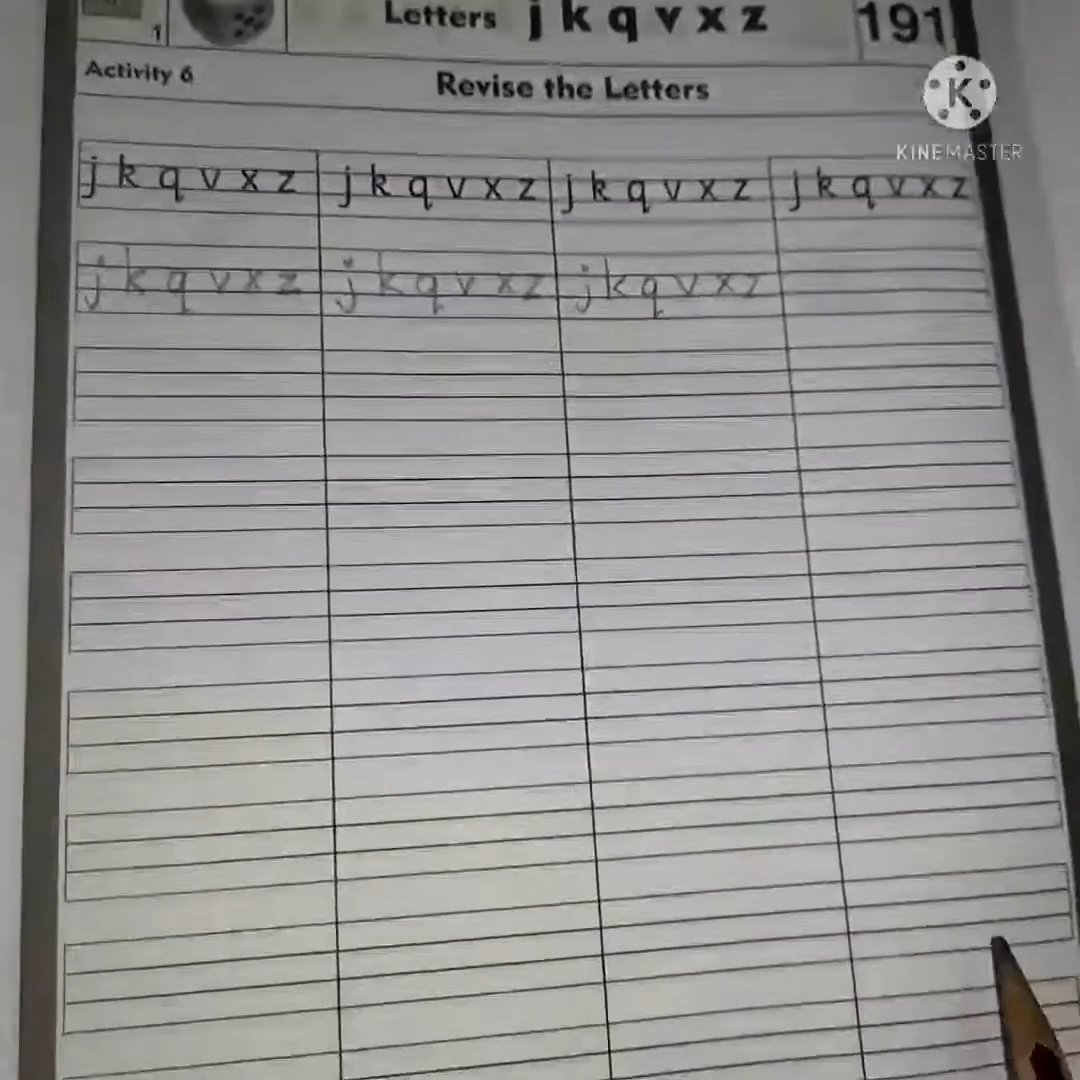 1 Letters j k q v x z 191
Activity 6 Revise the Letters
KINEMASTER
j k q v x z j k q v x z j k q v x z j k q v x z
j k q v x z j k q v x z j k q v x z